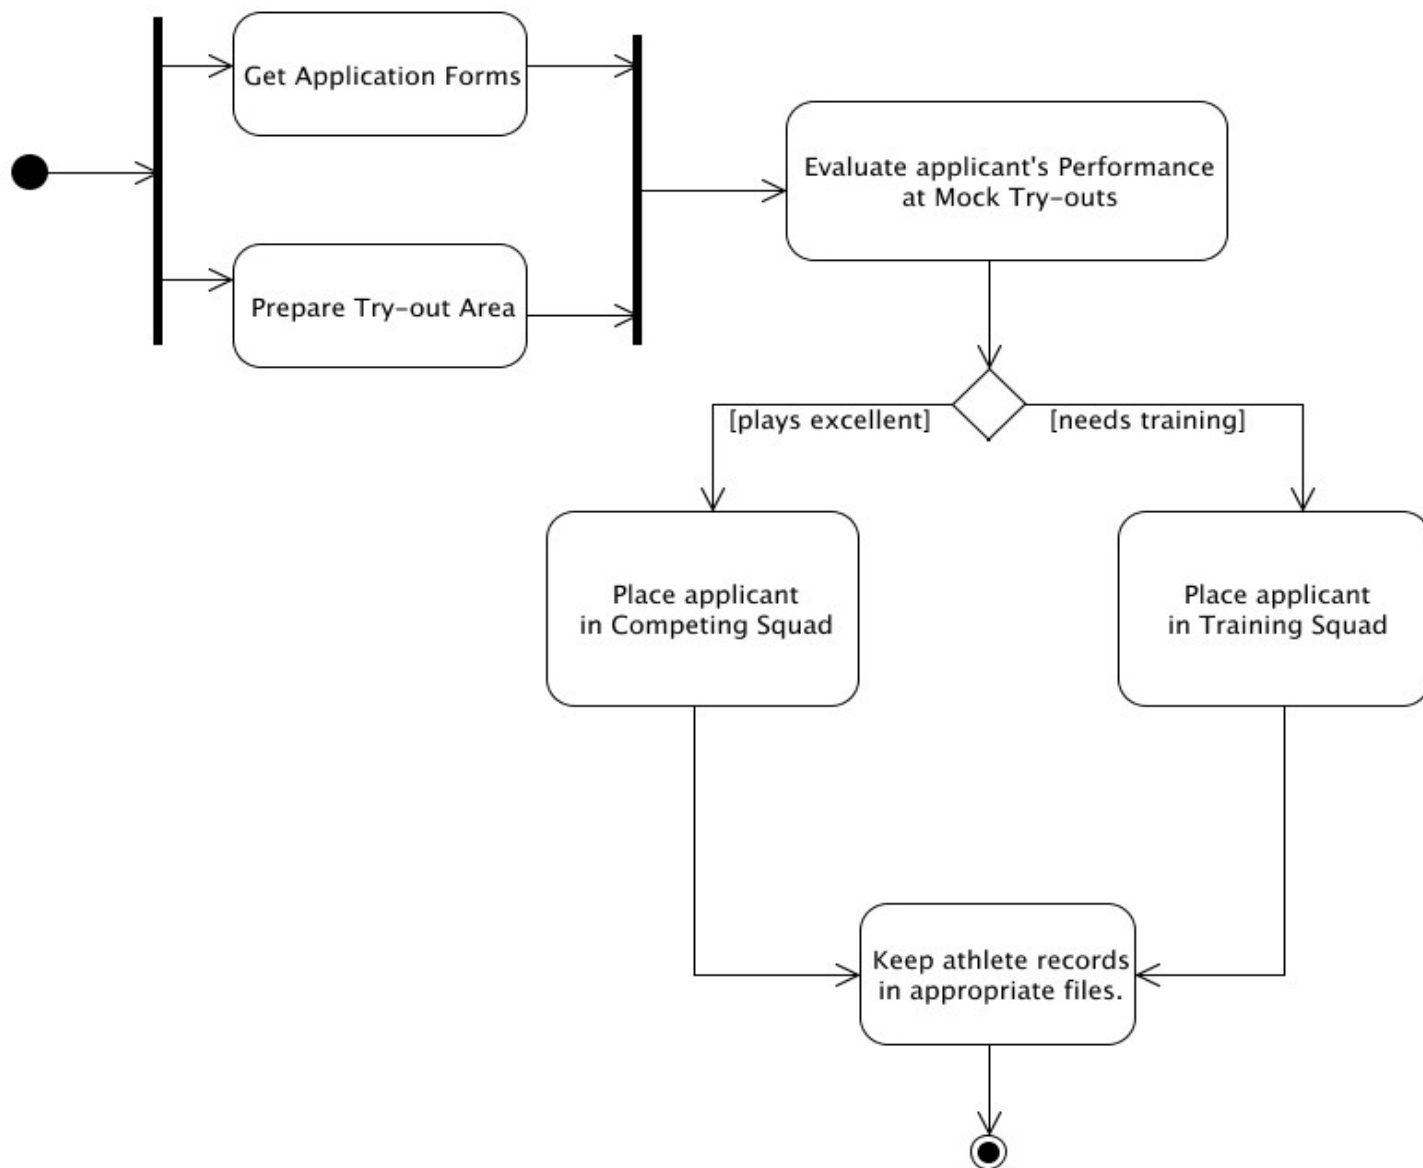 Get Application Forms
Prepare Try-out Area
Evaluate applicant's Performance
at Mock Try-outs
[plays excellent]
[needs training]
Place applicant
in Competing Squad
Place applicant
in Training Squad
Keep athlete records
in appropriate files.